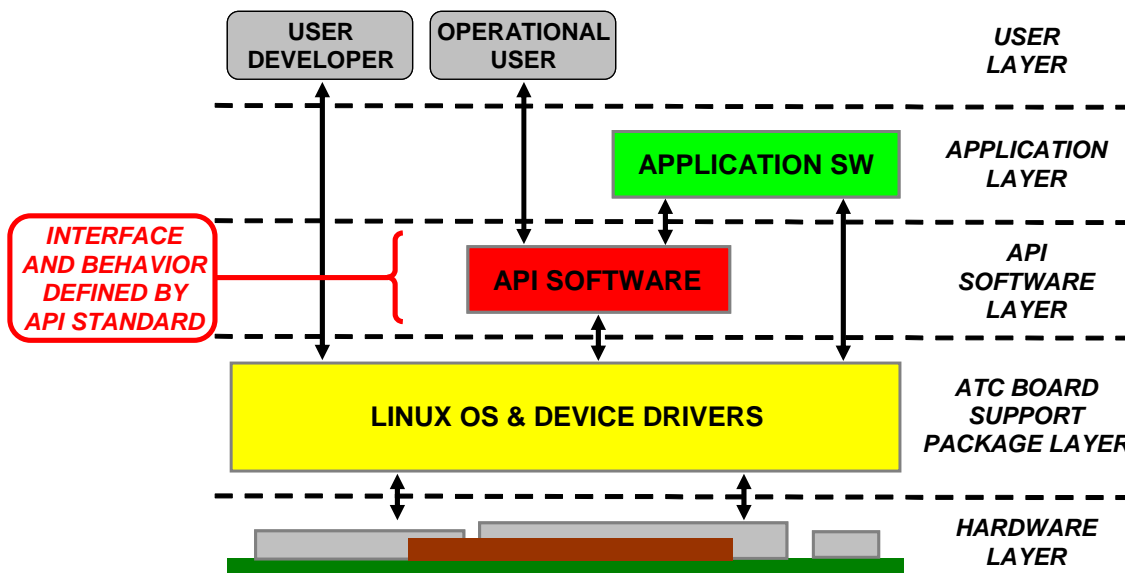 USER
DEVELOPER
OPERATIONAL
USER
USER
LAYER
APPLICATION SW
APPLICATION
LAYER
INTERFACE
AND BEHAVIOR
DEFINED BY
API STANDARD
API SOFTWARE
API
SOFTWARE
LAYER
LINUX OS & DEVICE DRIVERS
ATC BOARD
SUPPORT
PACKAGE LAYER
HARDWARE
LAYER